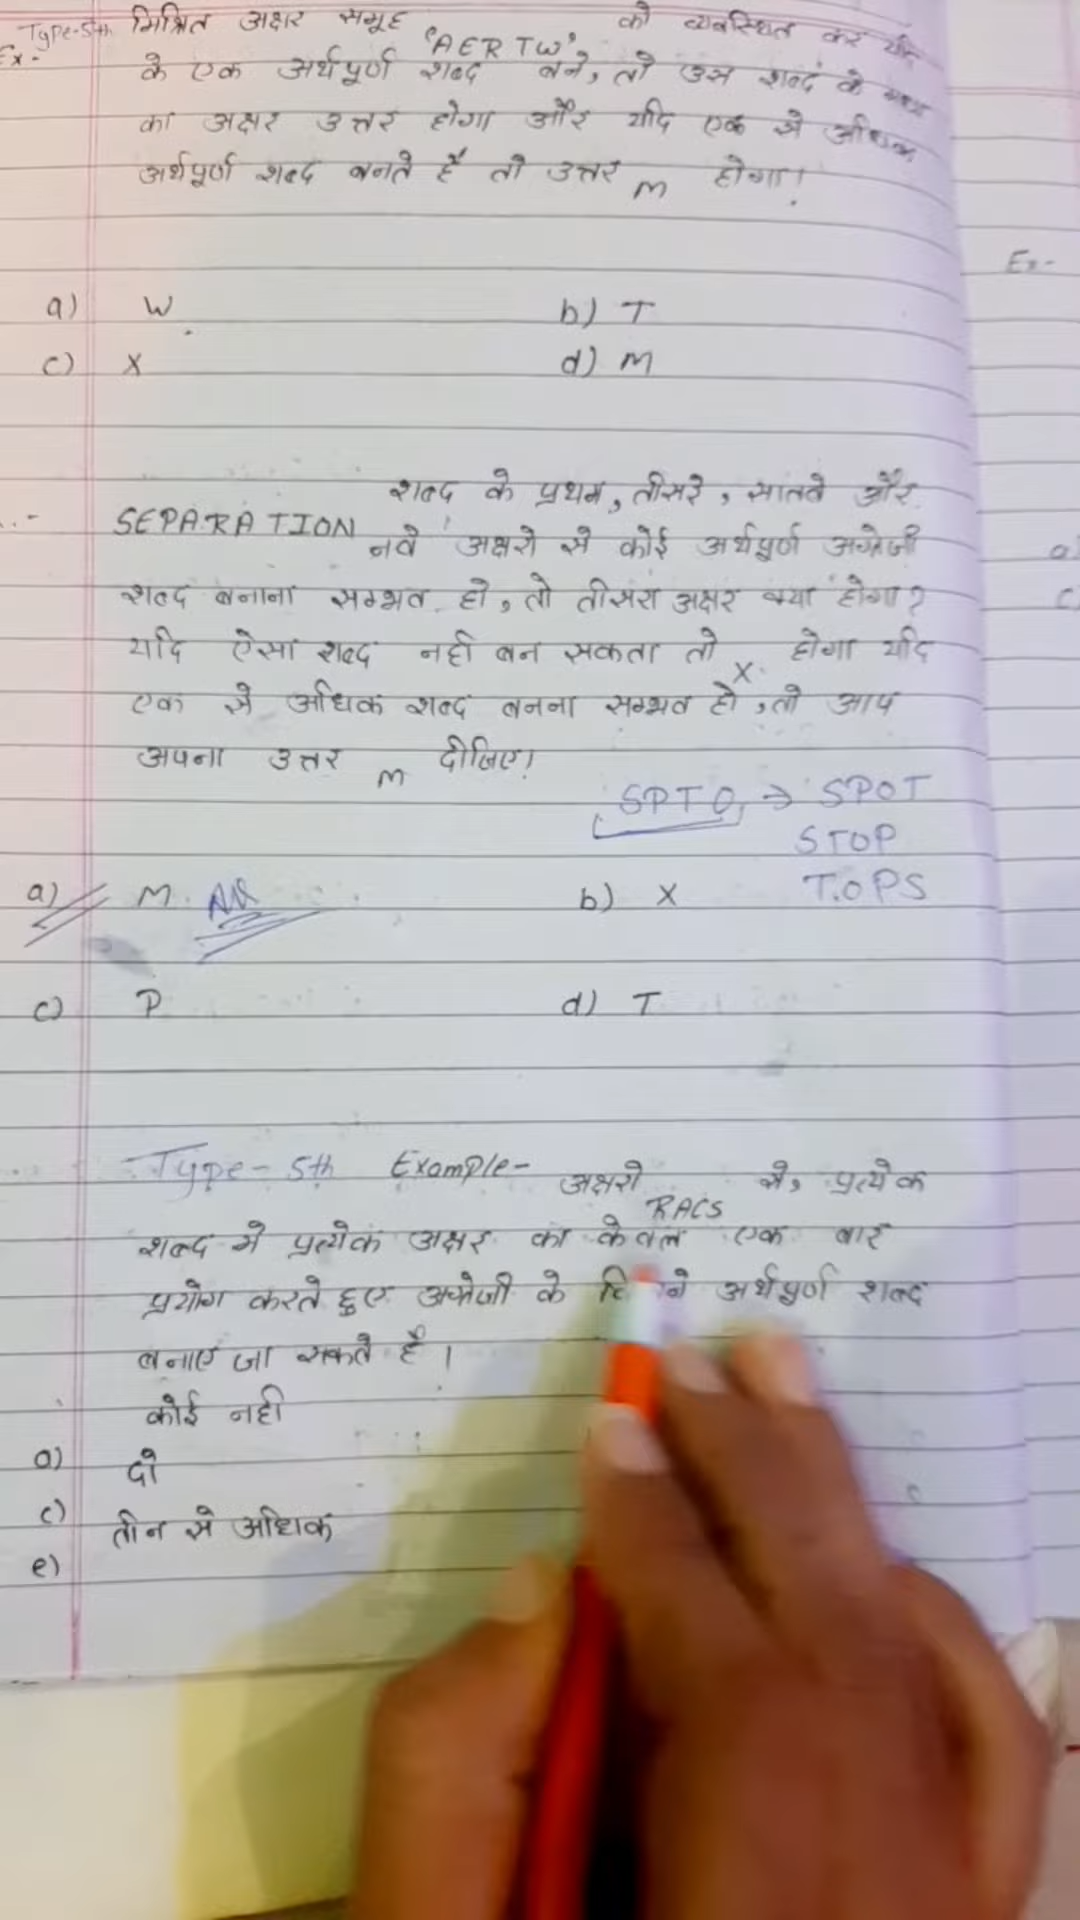 Type-5th मिश्रित अक्षर समूह 'AERTW' को व्यवस्थित कर यदि
Ex- के एक अर्थपूर्ण शब्द बने, तो उस शब्द के मध्य
का अक्षर उत्तर होगा और यदि एक से अधिक
अर्थपूर्ण शब्द बनते है तो उत्तर M होगा।
Ex-
a) W b) T
c) X d) M
शब्द के प्रथम, तीसरे, सातवे और
SEPARATION नवे अक्षरो से कोई अर्थपूर्ण अंग्रेजी
शब्द बनाना सम्भव हो, तो तीसरा अक्षर क्या होगा?
यदि ऐसा शब्द नही बन सकता तो X होगा यदि
एक से अधिक शब्द बनना सम्भव हो, तो आप
अपना उत्तर M दीजिए।
SPTO → SPOT
STOP
a) M b) X TOPS
c) P d) T
Type-5th Example- अक्षरो RACS से, प्रत्येक
शब्द मे प्रत्येक अक्षर का केवल एक बार
प्रयोग करते हुए अंग्रेजी के अर्थपूर्ण शब्द
बनाए जा सकते है।
कोई नही
a) दो
c) तीन से अधिक
e)